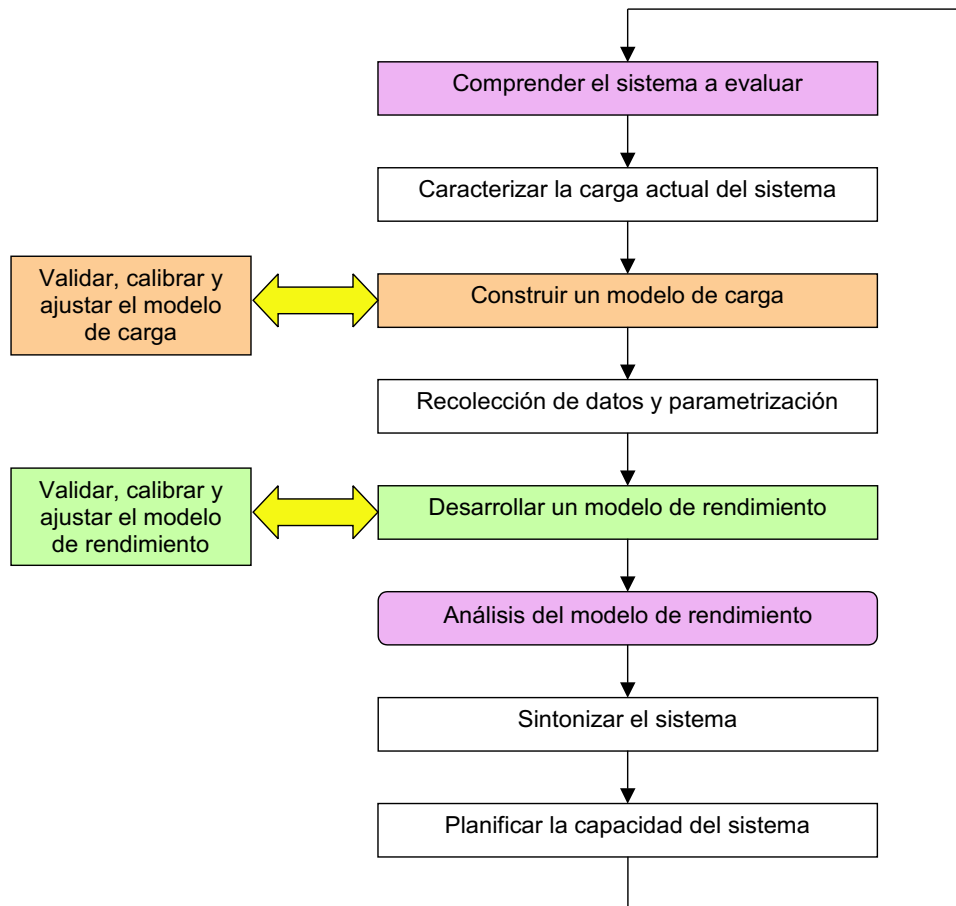 Comprender el sistema a evaluar
Caracterizar la carga actual del sistema
Validar, calibrar y
ajustar el modelo
de carga
Construir un modelo de carga
Recolección de datos y parametrización
Validar, calibrar y
ajustar el modelo
de rendimiento
Desarrollar un modelo de rendimiento
Análisis del modelo de rendimiento
Sintonizar el sistema
Planificar la capacidad del sistema